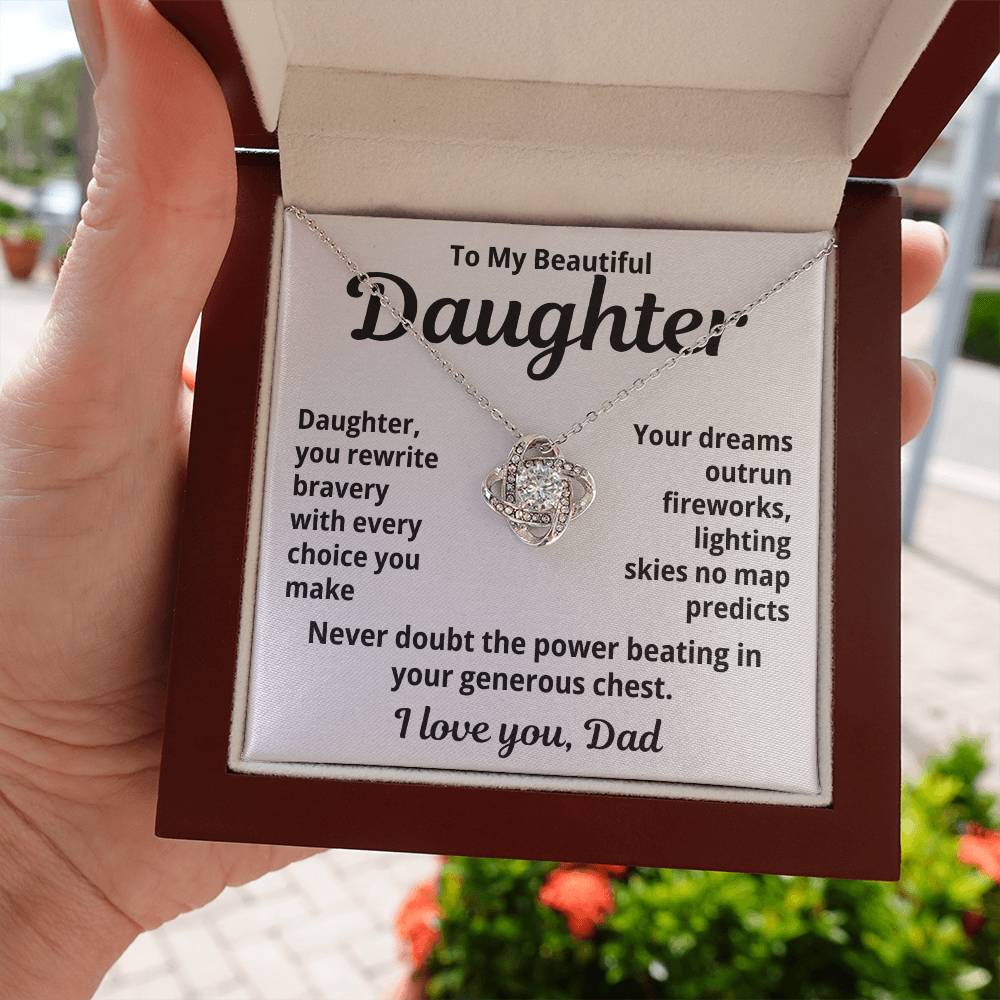 To My Beautiful
Daughter
Daughter,
you rewrite
bravery
with every
choice you
make
Your dreams
outrun
fireworks,
lighting
skies no map
predicts
Never doubt the power beating in
your generous chest.
I love you, Dad